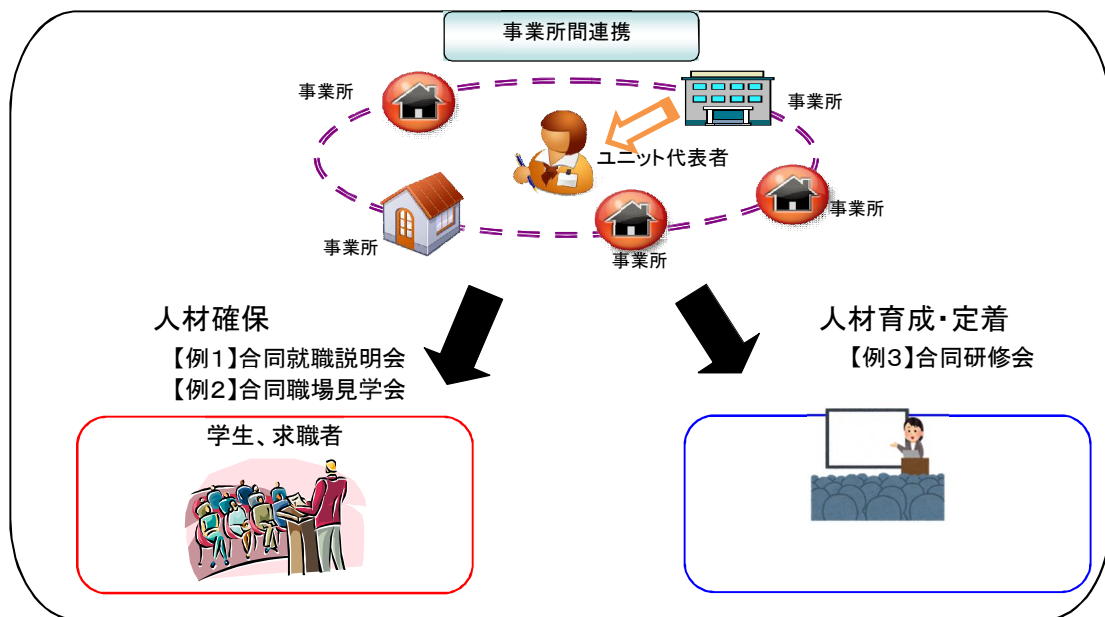 事業所間連携
事業所
事業所
ユニット代表者
事業所
事業所
事業所
人材確保
【例１】合同就職説明会
【例２】合同職場見学会
学生、求職者
人材育成・定着
【例３】合同研修会